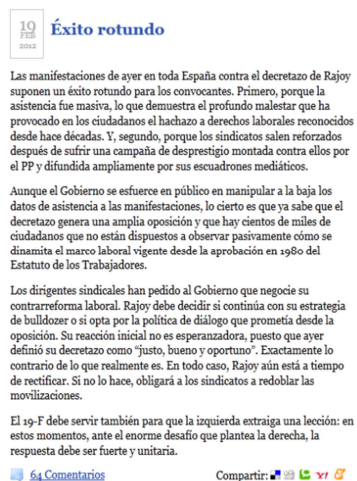 19
FEB
2012
Éxito rotundo
Las manifestaciones de ayer en toda España contra el decretazo de Rajoy
suponen un éxito rotundo para los convocantes. Primero, porque la
asistencia fue masiva, lo que demuestra el profundo malestar que ha
provocado en los ciudadanos el hachazo a derechos laborales reconocidos
desde hace décadas. Y, segundo, porque los sindicatos salen reforzados
después de sufrir una campaña de desprestigio montada contra ellos por
el PP y difundida ampliamente por sus escuadrones mediáticos.
Aunque el Gobierno se esfuerce en público en manipular a la baja los
datos de asistencia a las manifestaciones, lo cierto es que ya sabe que el
decretazo genera una amplia oposición y que hay cientos de miles de
ciudadanos que no están dispuestos a observar pasivamente cómo se
dinamita el marco laboral vigente desde la aprobación en 1980 del
Estatuto de los Trabajadores.
Los dirigentes sindicales han pedido al Gobierno que negocie su
contrarreforma laboral. Rajoy debe decidir si continúa con su estrategia
de bulldozer o si opta por la política de diálogo que prometía desde la
oposición. Su reacción inicial no es esperanzadora, puesto que ayer
definió su decretazo como “justo, bueno y oportuno”. Exactamente lo
contrario de lo que realmente es. En todo caso, Rajoy aún está a tiempo
de rectificar. Si no lo hace, obligará a los sindicatos a redoblar las
movilizaciones.
El 19-F debe servir también para que la izquierda extraiga una lección: en
estos momentos, ante el enorme desafío que plantea la derecha, la
respuesta debe ser fuerte y unitaria.
64 Comentarios Compartir: